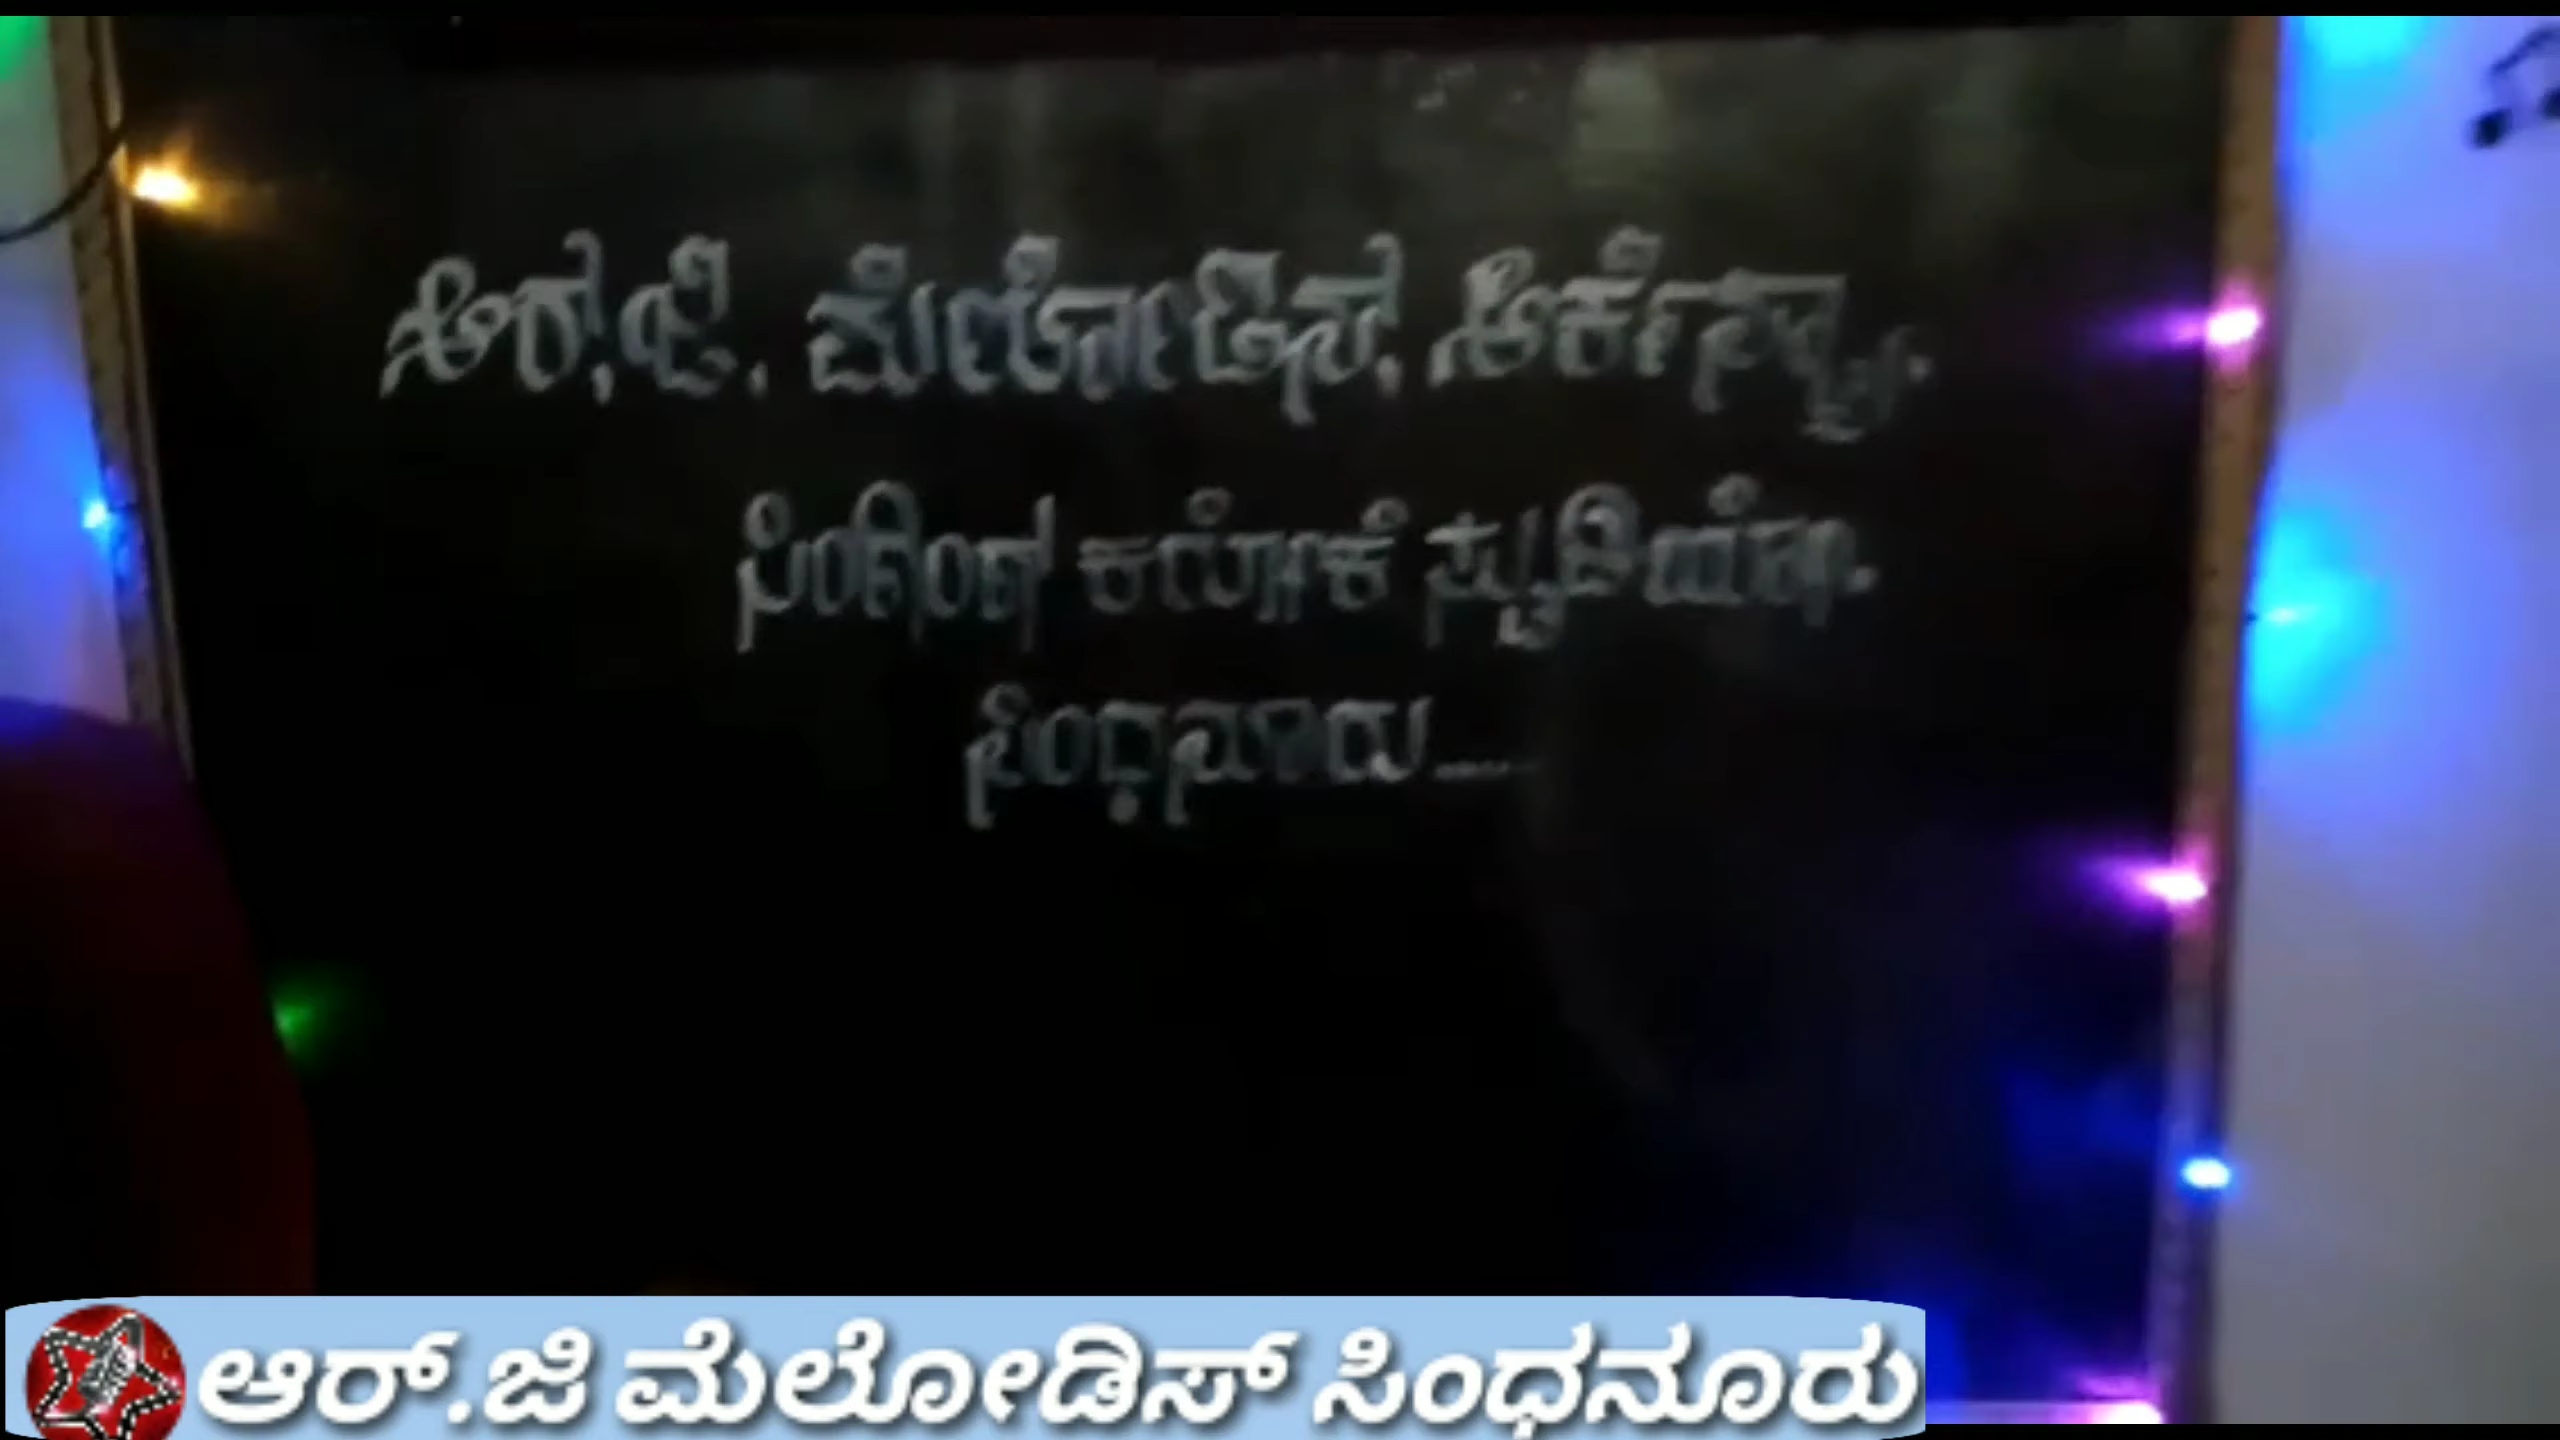 ಆರ್.ಜಿ. ಮೆಲೋಡಿಸ್. ಆರ್ಕೆಸ್ಟ್ರಾ.
ಸಿಂಗಿಂಗ್ ಕರೋಕೆ ಸ್ಟುಡಿಯೋ.
ಸಿಂಧನೂರು
ಆರ್.ಜಿ ಮೆಲೋಡಿಸ್ ಸಿಂಧನೂರು